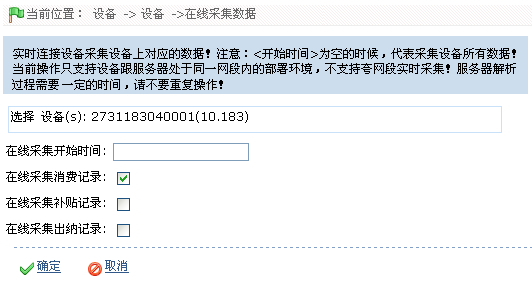 当前位置： 设备 -> 设备 ->在线采集数据
实时连接设备采集设备上对应的数据！注意：<开始时间>为空的时候，代表采集设备所有数据！
当前操作只支持设备跟服务器处于同一网段内的部署环境，不支持夸网段实时采集！服务器解析
过程需要一定的时间，请不要重复操作！
选择 设备(s): 2731183040001(10.183)
在线采集开始时间：
在线采集消费记录：
在线采集补贴记录：
在线采集出纳记录：
确定 取消